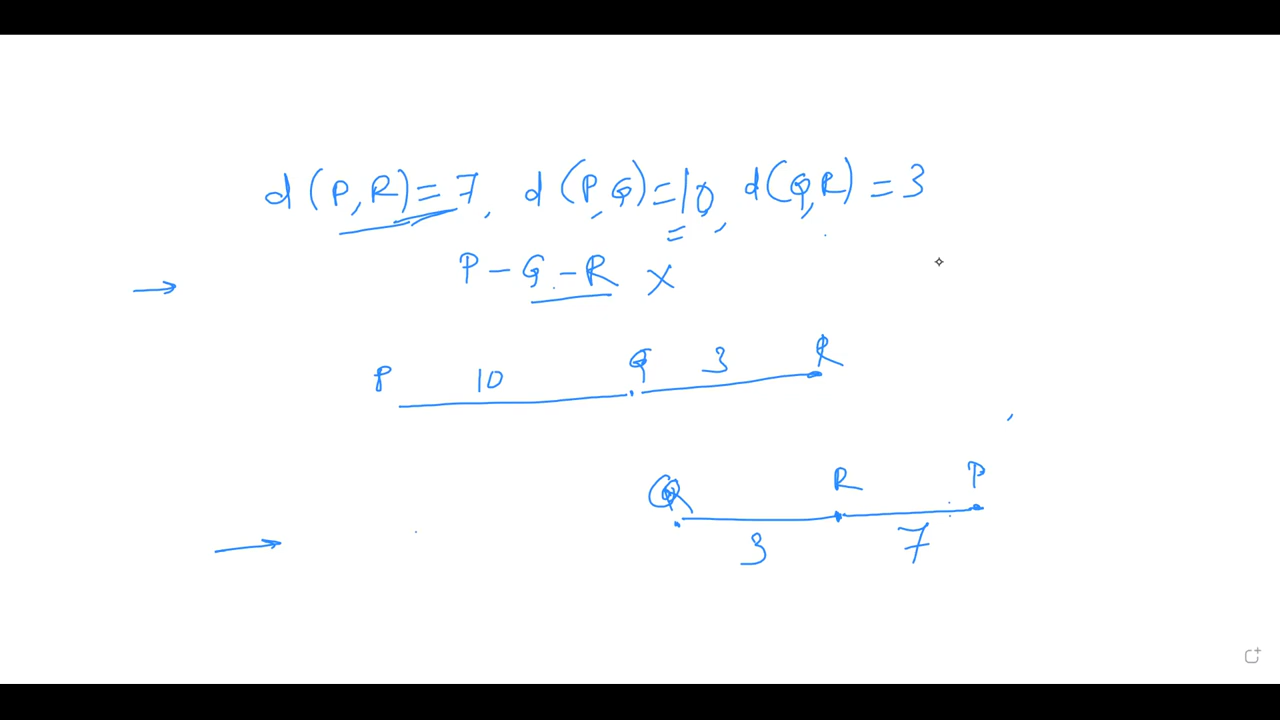 d(P,R)=7, d(P,Q)=10, d(Q,R)=3
→ P-Q-R ×
P 10 Q 3 R
Q R P
→ 3 7